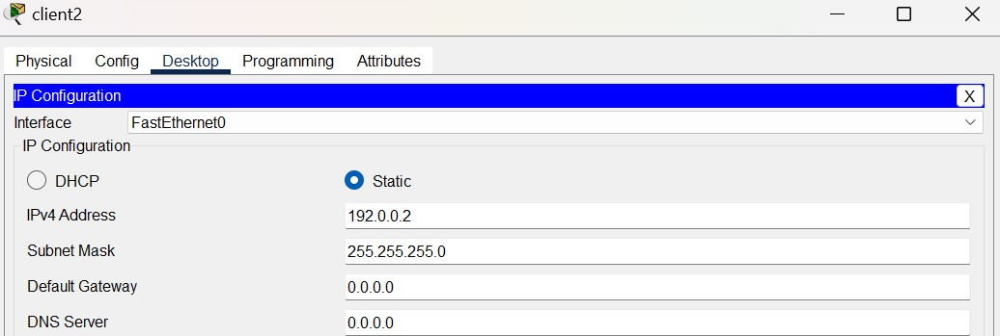 client2
Physical Config Desktop Programming Attributes
IP Configuration X
Interface FastEthernet0
IP Configuration
DHCP Static
IPv4 Address 192.0.0.2
Subnet Mask 255.255.255.0
Default Gateway 0.0.0.0
DNS Server 0.0.0.0